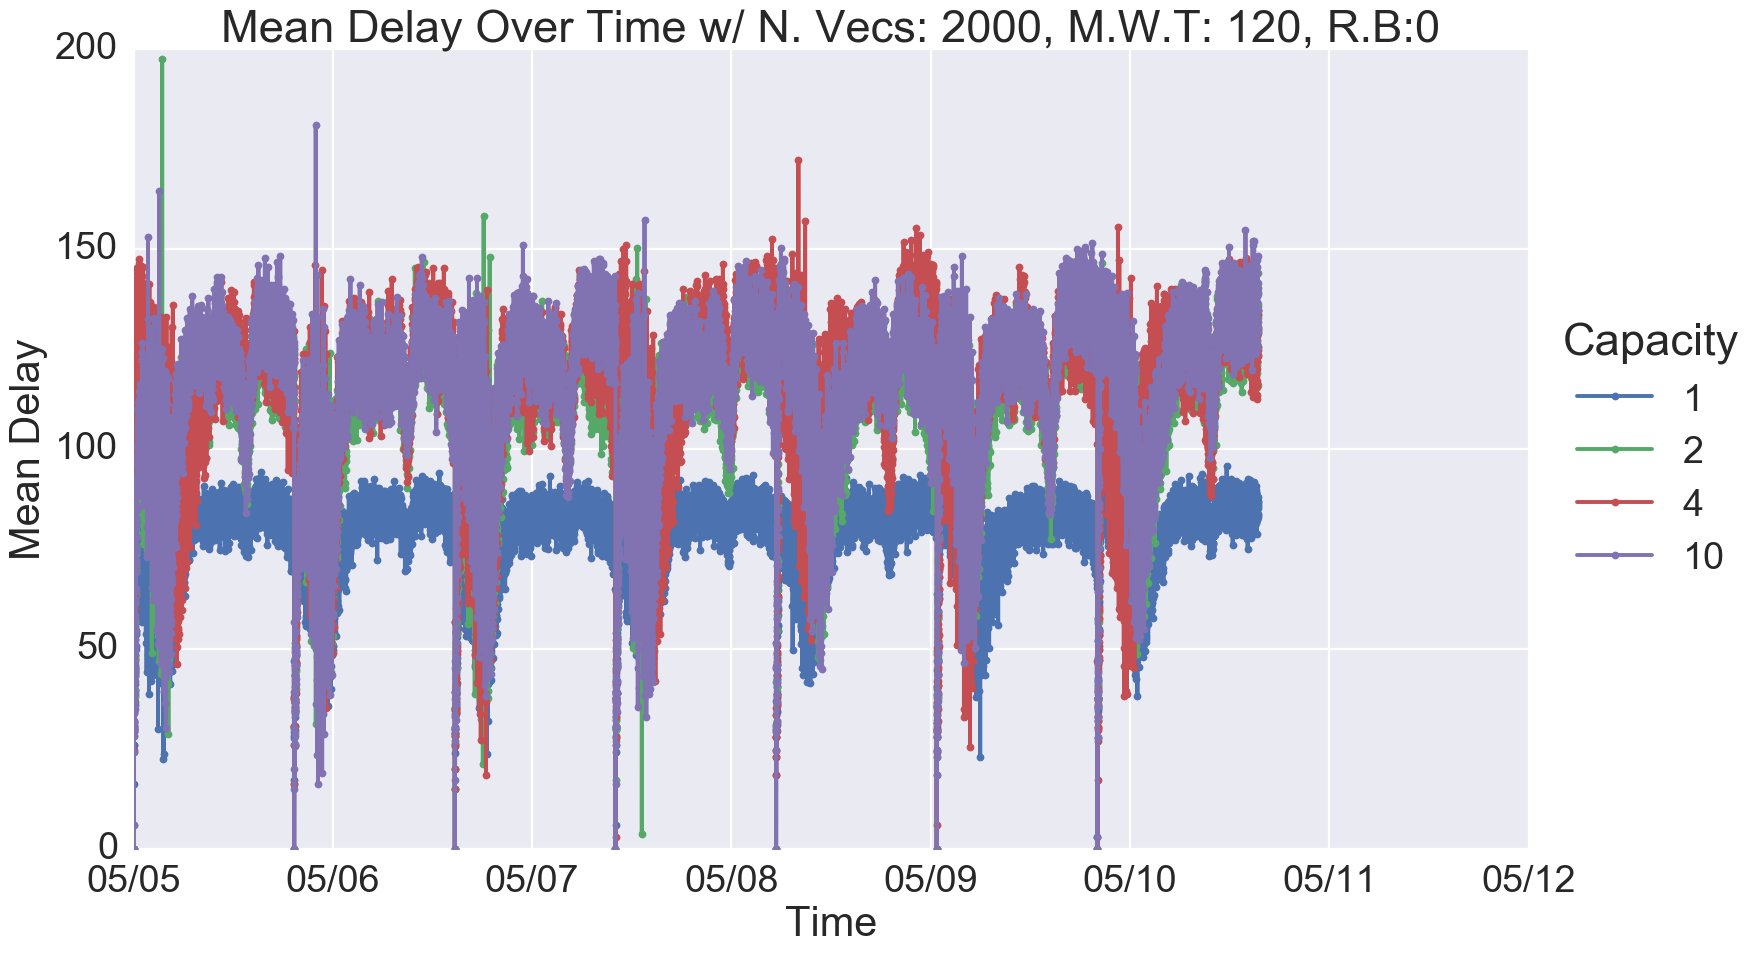 Mean Delay Over Time w/ N. Vecs: 2000, M.W.T: 120, R.B:0
200
150
100
50
0
Mean Delay
05/05 05/06 05/07 05/08 05/09 05/10 05/11 05/12
Time
Capacity
1
2
4
10